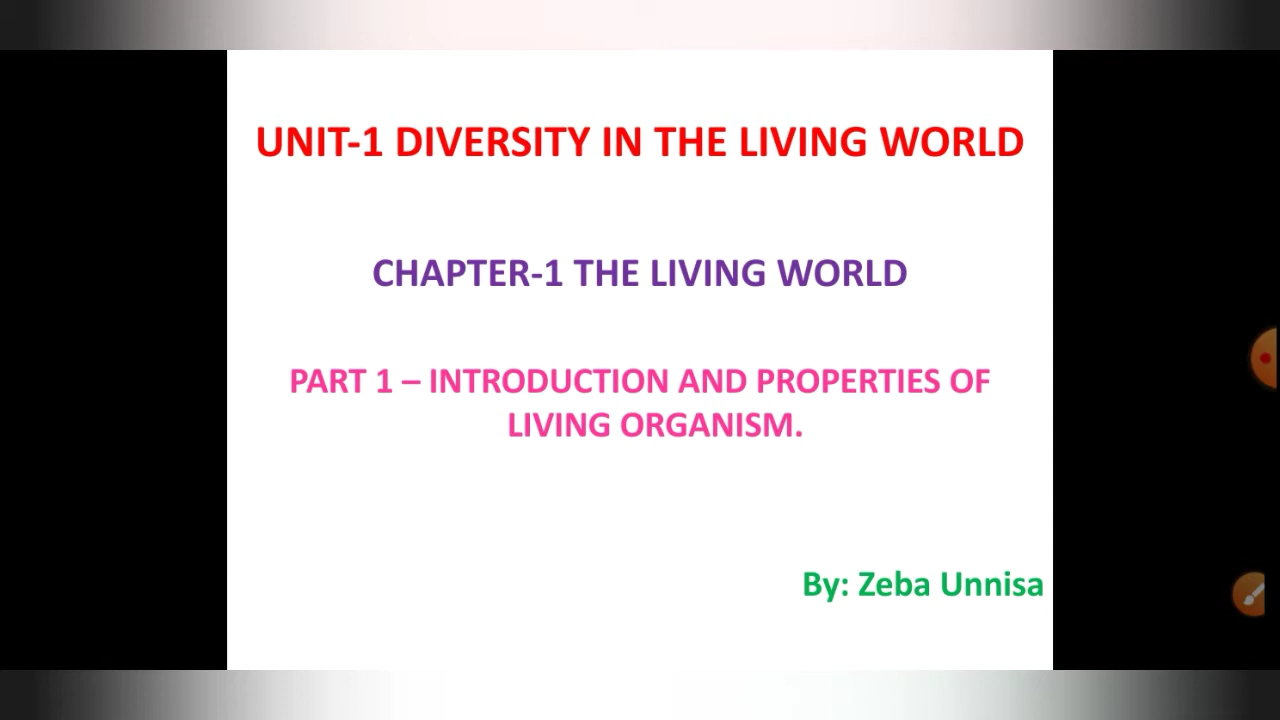 UNIT-1 DIVERSITY IN THE LIVING WORLD
CHAPTER-1 THE LIVING WORLD
PART 1 – INTRODUCTION AND PROPERTIES OF
LIVING ORGANISM.
By: Zeba Unnisa